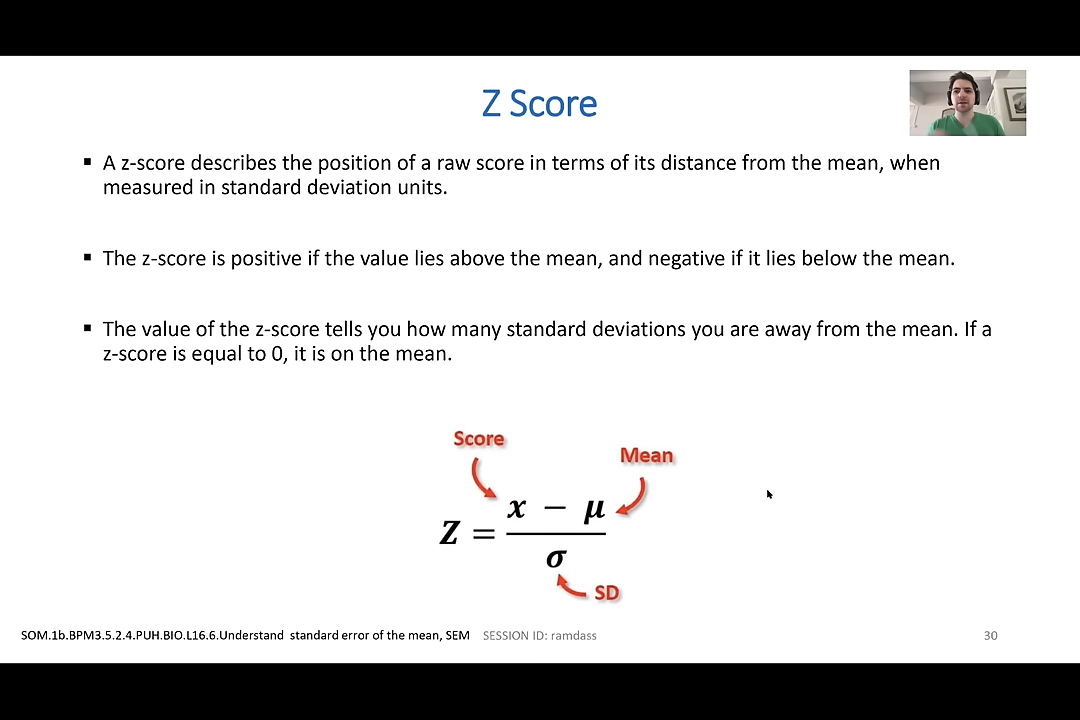 Z Score
▪ A z-score describes the position of a raw score in terms of its distance from the mean, when
measured in standard deviation units.
▪ The z-score is positive if the value lies above the mean, and negative if it lies below the mean.
▪ The value of the z-score tells you how many standard deviations you are away from the mean. If a
z-score is equal to 0, it is on the mean.
Score
Mean
x − μ
Z =
σ
SD
SOM.1b.BPM3.5.2.4.PUH.BIO.L16.6.Understand standard error of the mean, SEM SESSION ID: ramdass 30